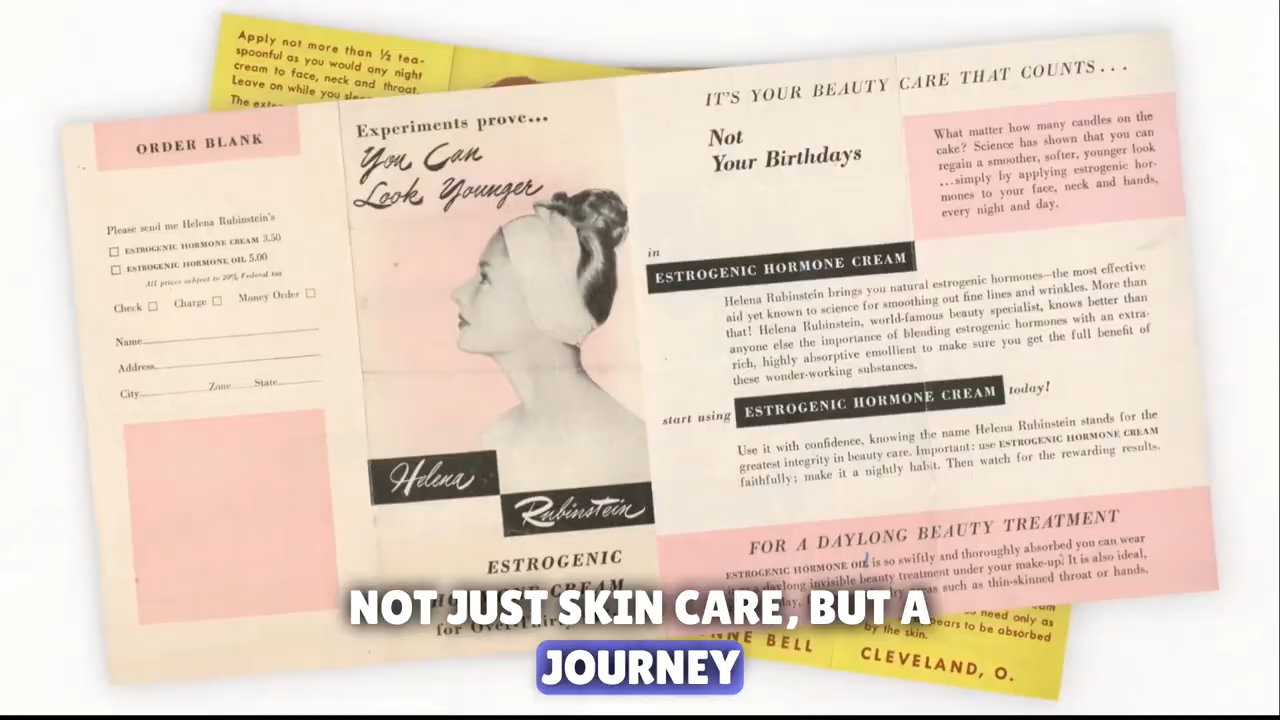 Apply not more than ½ tea-
spoonful as you would any night
cream to face, neck and throat.
Leave on while you
The
ORDER BLANK
Please send me Helena Rubinstein's
ESTROGENIC HORMONE CREAM 3.50
ESTROGENIC HORMONE OIL 5.00
All prices subject to 20% Federal tax
Check Charge Money Order
Name
Address
City Zone State
Experiments prove...
You Can
Look Younger
Helena
Rubinstein
ESTROGENIC
CREAM
for
IT'S YOUR BEAUTY CARE THAT COUNTS...
Not
Your Birthdays
What matter how many candles on the
cake? Science has shown that you can
regain a smoother, softer, younger look
...simply by applying estrogenic hor-
mones to your face, neck and hands,
every night and day.
in
ESTROGENIC HORMONE CREAM
Helena Rubinstein brings you natural estrogenic hormones—the most effective
aid yet known to science for smoothing out fine lines and wrinkles. More than
that! Helena Rubinstein, world-famous beauty specialist, knows better than
anyone else the importance of blending estrogenic hormones with an extra-
rich, highly absorptive emollient to make sure you get the full benefit of
these wonder-working substances.
start using ESTROGENIC HORMONE CREAM today!
Use it with confidence, knowing the name Helena Rubinstein stands for the
greatest integrity in beauty care. Important: use ESTROGENIC HORMONE CREAM
faithfully; make it a nightly habit. Then watch for the rewarding results.
FOR A DAYLONG BEAUTY TREATMENT
ESTROGENIC HORMONE OIL is so swiftly and thoroughly absorbed you can wear
daylong invisible beauty treatment under your make-up. It is also ideal,
such as thin-skinned throat or hands.
need only as
to be absorbed
by the skin.
BELL
CLEVELAND, O.
NOT JUST SKIN CARE, BUT A
JOURNEY